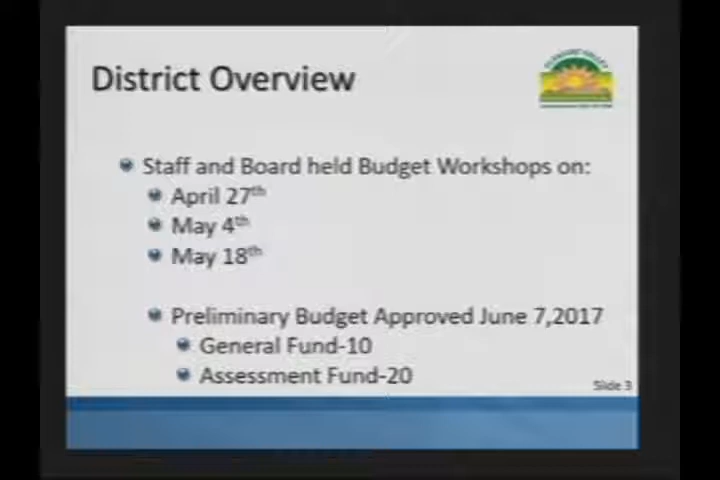 District Overview
Staff and Board held Budget Workshops on:
April 27th
May 4th
May 18th
Preliminary Budget Approved June 7,2017
General Fund-10
Assessment Fund-20
Slide 3